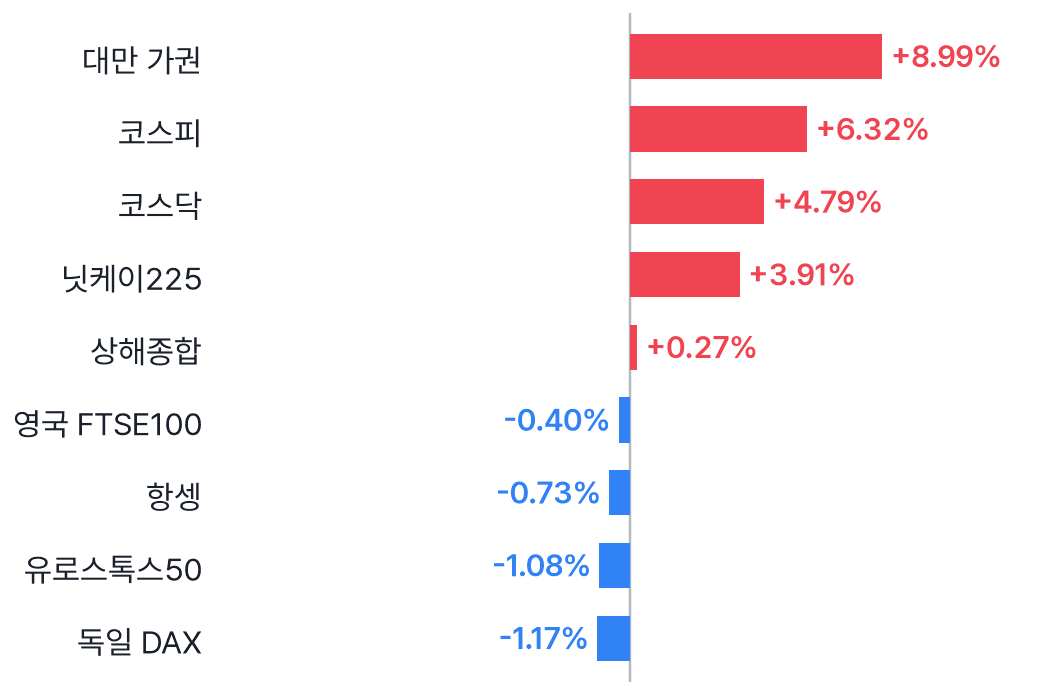 대만 가권 +8.99%
코스피 +6.32%
코스닥 +4.79%
닛케이225 +3.91%
상해종합 +0.27%
영국 FTSE100 -0.40%
항셍 -0.73%
유로스톡스50 -1.08%
독일 DAX -1.17%